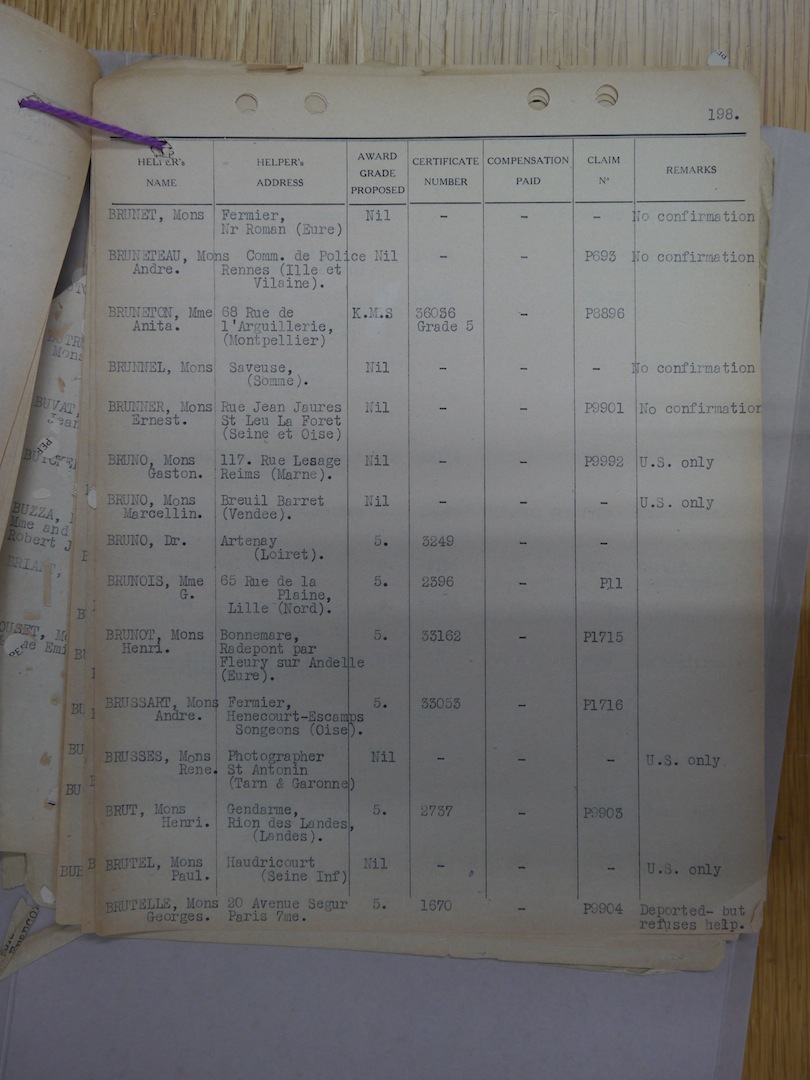 198.
HELPER's NAME | HELPER's ADDRESS | AWARD GRADE PROPOSED | CERTIFICATE NUMBER | COMPENSATION PAID | CLAIM N° | REMARKS
BRUNET, Mons Fermier, Nil - - - No confirmation
Nr Roman (Eure)
BRUNETEAU, Mons Comm. de Police Nil - - P693 No confirmation
Andre. Rennes (Ille et
Vilaine).
BRUNETON, Mme 68 Rue de K.M.S 36036 - P8896
Anita. l'Arguillerie, Grade 5
(Montpellier)
BRUNNEL, Mons Saveuse, Nil - - - No confirmation
(Somme).
BRUNNER, Mons Rue Jean Jaures Nil - - P9901 No confirmation
Ernest. St Leu La Foret
(Seine et Oise)
BRUNO, Mons 117. Rue Lesage Nil - - P9992 U.S. only
Gaston. Reims (Marne).
BRUNO, Mons Breuil Barret Nil - - - U.S. only
Marcellin. (Vendee).
BRUNO, Dr. Artenay 5. 3249 - -
(Loiret).
BRUNOIS, Mme 65 Rue de la 5. 2396 - P11
G. Plaine,
Lille (Nord).
BRUNOT, Mons Bonnemare, 5. 33162 - P1715
Henri. Radepont par
Fleury sur Andelle
(Eure).
BRUSSART, Mons Fermier, 5. 33053 - P1716
Andre. Henecourt-Escamps
Songeons (Oise).
BRUSSES, Mons Photographer Nil - - - U.S. only
Rene. St Antonin
(Tarn & Garonne)
BRUT, Mons Gendarme, 5. 2737 - P9903
Henri. Rion des Landes,
(Landes).
BRUTEL, Mons Haudricourt Nil - - - U.S. only
Paul. (Seine Inf)
BRUTELLE, Mons 20 Avenue Segur 5. 1670 - P9904 Deported- but
Georges. Paris 7me. refuses help.
BUVAT,
BUZZA,
Mme and
Robert J
BU
BU